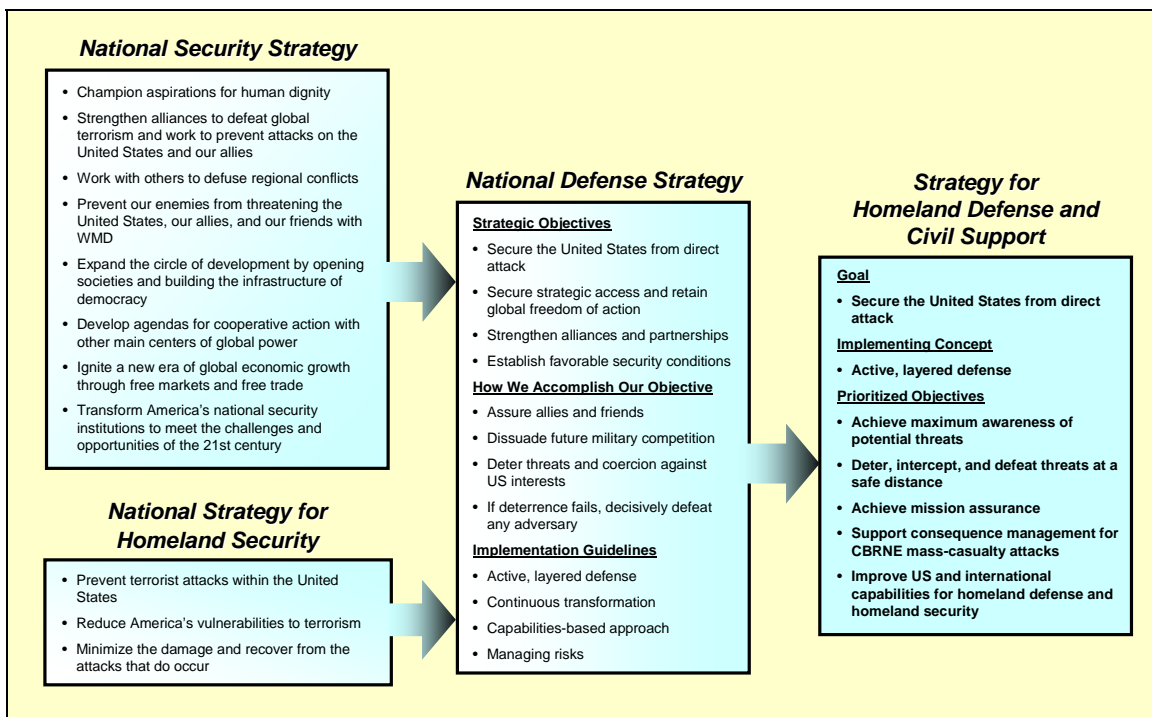 National Security Strategy
• Champion aspirations for human dignity
• Strengthen alliances to defeat global
terrorism and work to prevent attacks on the
United States and our allies
• Work with others to defuse regional conflicts
• Prevent our enemies from threatening the
United States, our allies, and our friends with
WMD
• Expand the circle of development by opening
societies and building the infrastructure of
democracy
• Develop agendas for cooperative action with
other main centers of global power
• Ignite a new era of global economic growth
through free markets and free trade
• Transform America's national security
institutions to meet the challenges and
opportunities of the 21st century
National Strategy for
Homeland Security
• Prevent terrorist attacks within the United
States
• Reduce America's vulnerabilities to terrorism
• Minimize the damage and recover from the
attacks that do occur
National Defense Strategy
Strategic Objectives
• Secure the United States from direct
attack
• Secure strategic access and retain
global freedom of action
• Strengthen alliances and partnerships
• Establish favorable security conditions
How We Accomplish Our Objective
• Assure allies and friends
• Dissuade future military competition
• Deter threats and coercion against
US interests
• If deterrence fails, decisively defeat
any adversary
Implementation Guidelines
• Active, layered defense
• Continuous transformation
• Capabilities-based approach
• Managing risks
Strategy for
Homeland Defense and
Civil Support
Goal
• Secure the United States from direct
attack
Implementing Concept
• Active, layered defense
Prioritized Objectives
• Achieve maximum awareness of
potential threats
• Deter, intercept, and defeat threats at a
safe distance
• Achieve mission assurance
• Support consequence management for
CBRNE mass-casualty attacks
• Improve US and international
capabilities for homeland defense and
homeland security